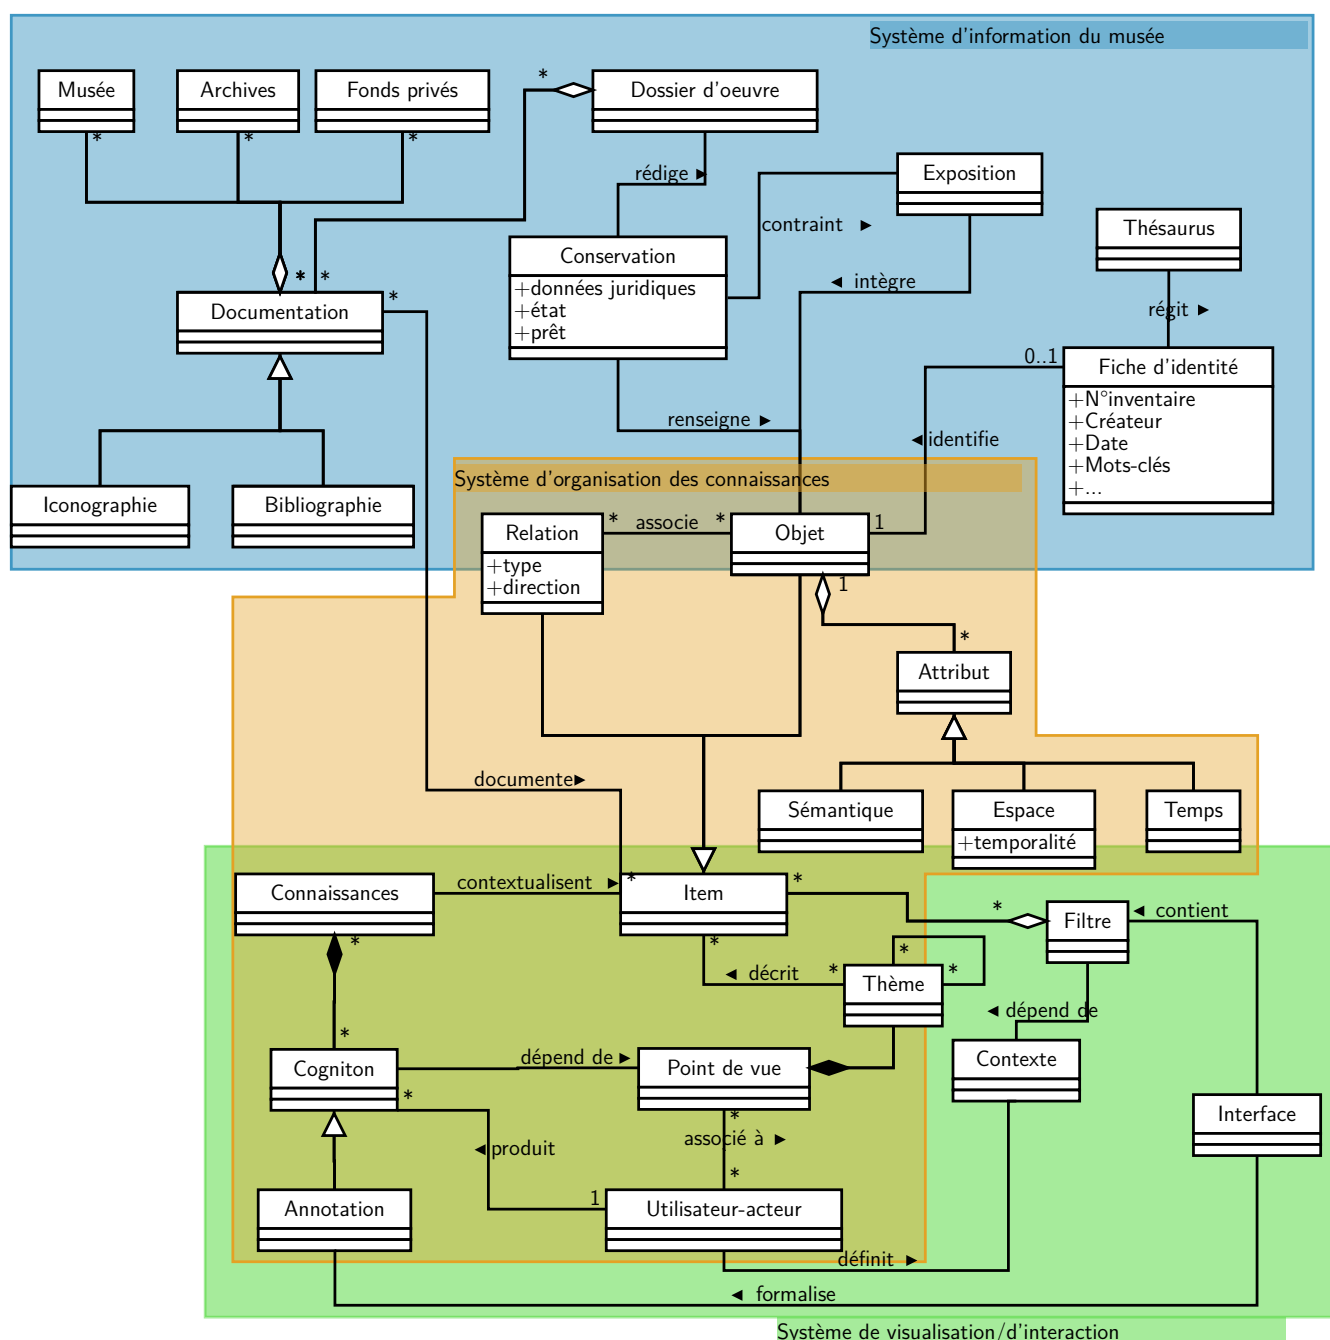 Système d'information du musée
Musée
Archives
Fonds privés
Dossier d'oeuvre
*
*
*
*
rédige ►
Exposition
contraint ►
Thésaurus
Conservation
+données juridiques
+état
+prêt
◄ intègre
régit ►
*
*
*
Documentation
0..1
Fiche d'identité
+N°inventaire
+Créateur
+Date
+Mots-clés
+...
renseigne ►
◄identifie
Système d'organisation des connaissances
Iconographie
Bibliographie
Relation
+type
+direction
*
associe
*
Objet
1
1
*
Attribut
documente►
Sémantique
Espace
+temporalité
Temps
Connaissances
contextualisent ►
*
Item
*
*
Filtre
◄ contient
*
*
◄ décrit
*
*
*
Thème
◄ dépend de
*
Cogniton
dépend de ►
Point de vue
Contexte
*
*
Interface
associé à ►
◄produit
*
1
Annotation
Utilisateur-acteur
définit ►
◄ formalise
Système de visualisation/d'interaction